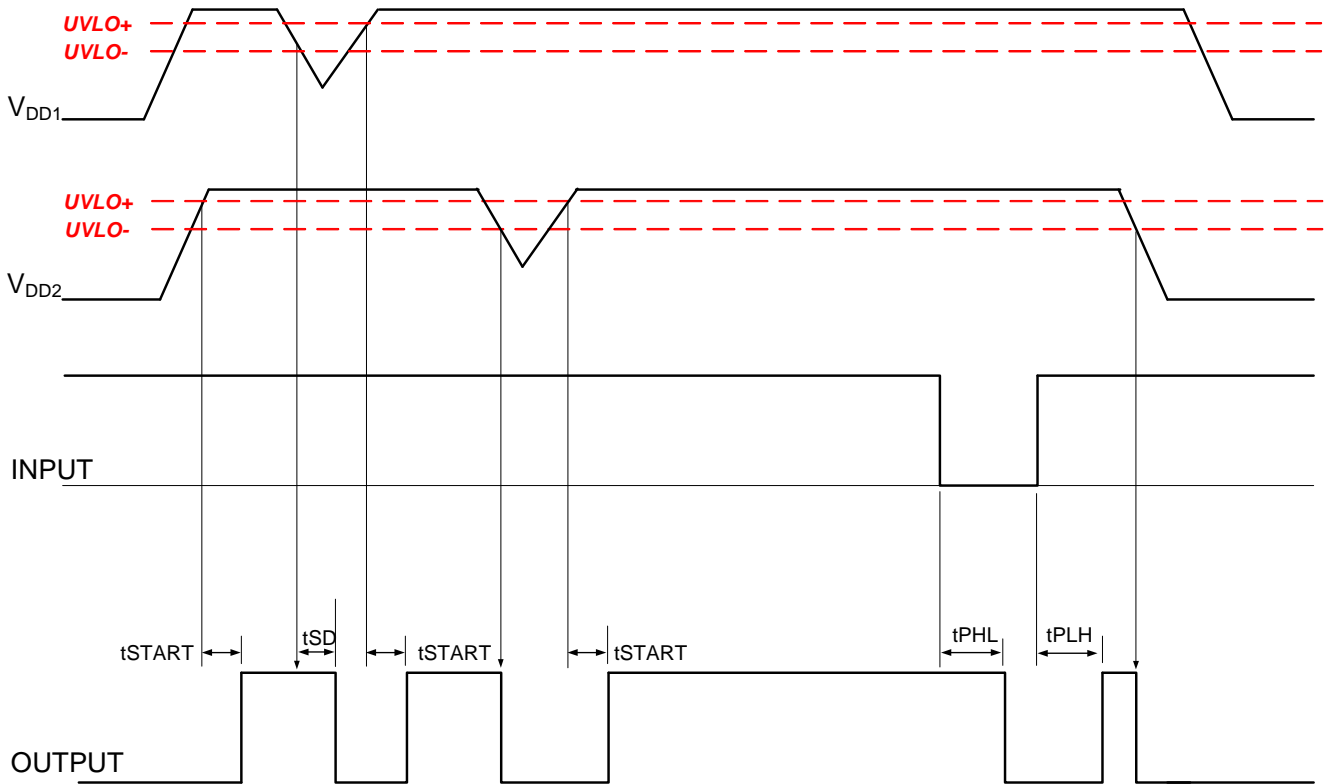 UVLO+
UVLO-
VDD1
UVLO+
UVLO-
VDD2
INPUT
tSTART
tSD
tSTART
tSTART
tPHL
tPLH
OUTPUT